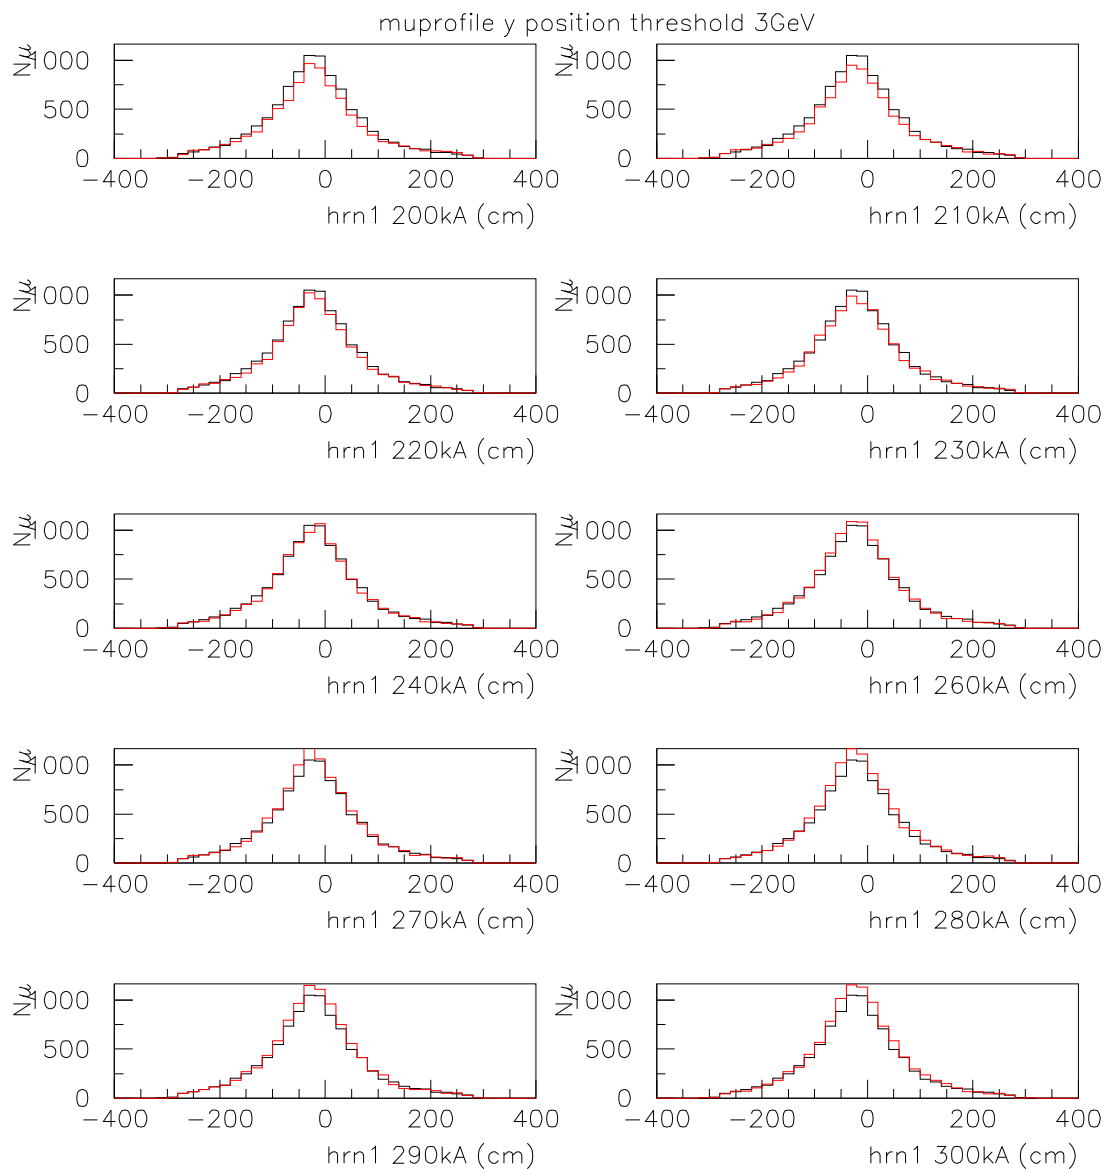 muprofile y position threshold 3GeV
Nμ
1000
500
0
−400 −200 0 200 400
hrn1 200kA (cm)
Nμ
1000
500
0
−400 −200 0 200 400
hrn1 210kA (cm)
Nμ
1000
500
0
−400 −200 0 200 400
hrn1 220kA (cm)
Nμ
1000
500
0
−400 −200 0 200 400
hrn1 230kA (cm)
Nμ
1000
500
0
−400 −200 0 200 400
hrn1 240kA (cm)
Nμ
1000
500
0
−400 −200 0 200 400
hrn1 260kA (cm)
Nμ
1000
500
0
−400 −200 0 200 400
hrn1 270kA (cm)
Nμ
1000
500
0
−400 −200 0 200 400
hrn1 280kA (cm)
Nμ
1000
500
0
−400 −200 0 200 400
hrn1 290kA (cm)
Nμ
1000
500
0
−400 −200 0 200 400
hrn1 300kA (cm)